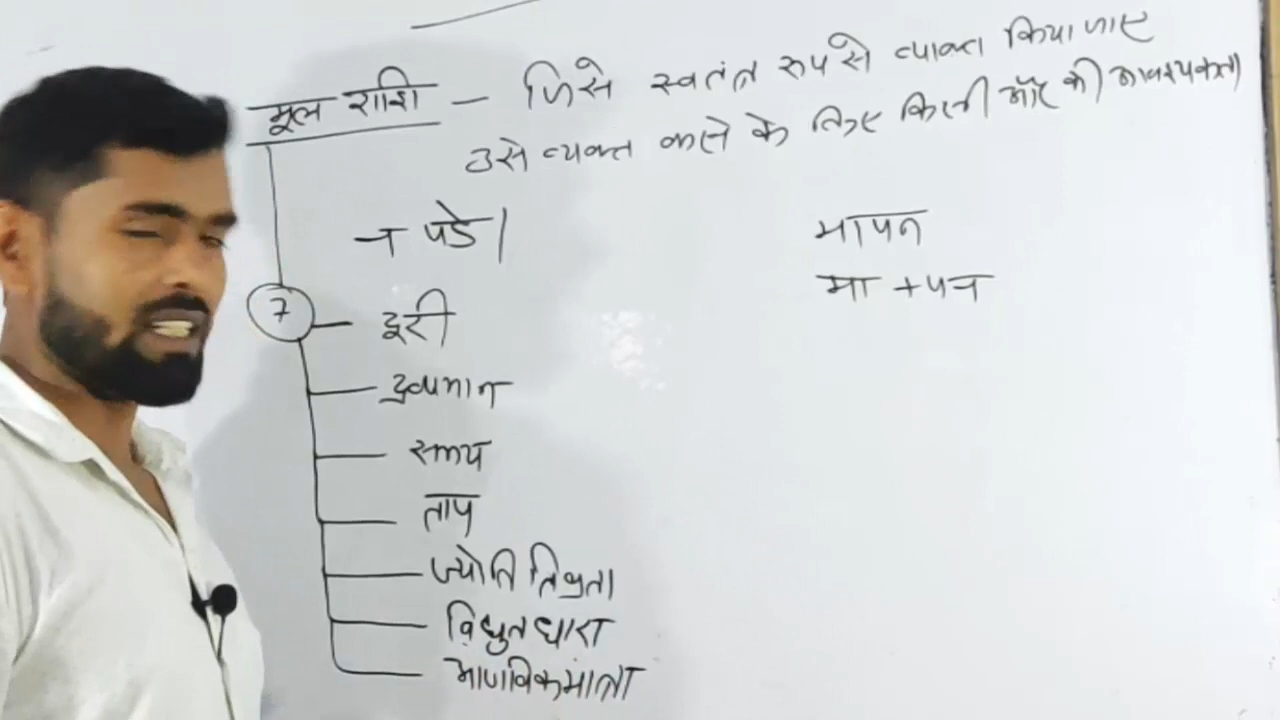 मूल राशि - जिसे स्वतंत्र रूप से व्यक्त किया जाए
उसे व्यक्त करने के लिए किसी और की आवश्यकता
न पडे।
मापन
मा + पन
7
दूरी
द्रव्यमान
समय
ताप
ज्योति तिव्रता
विधुत धारा
आणविक मात्रा